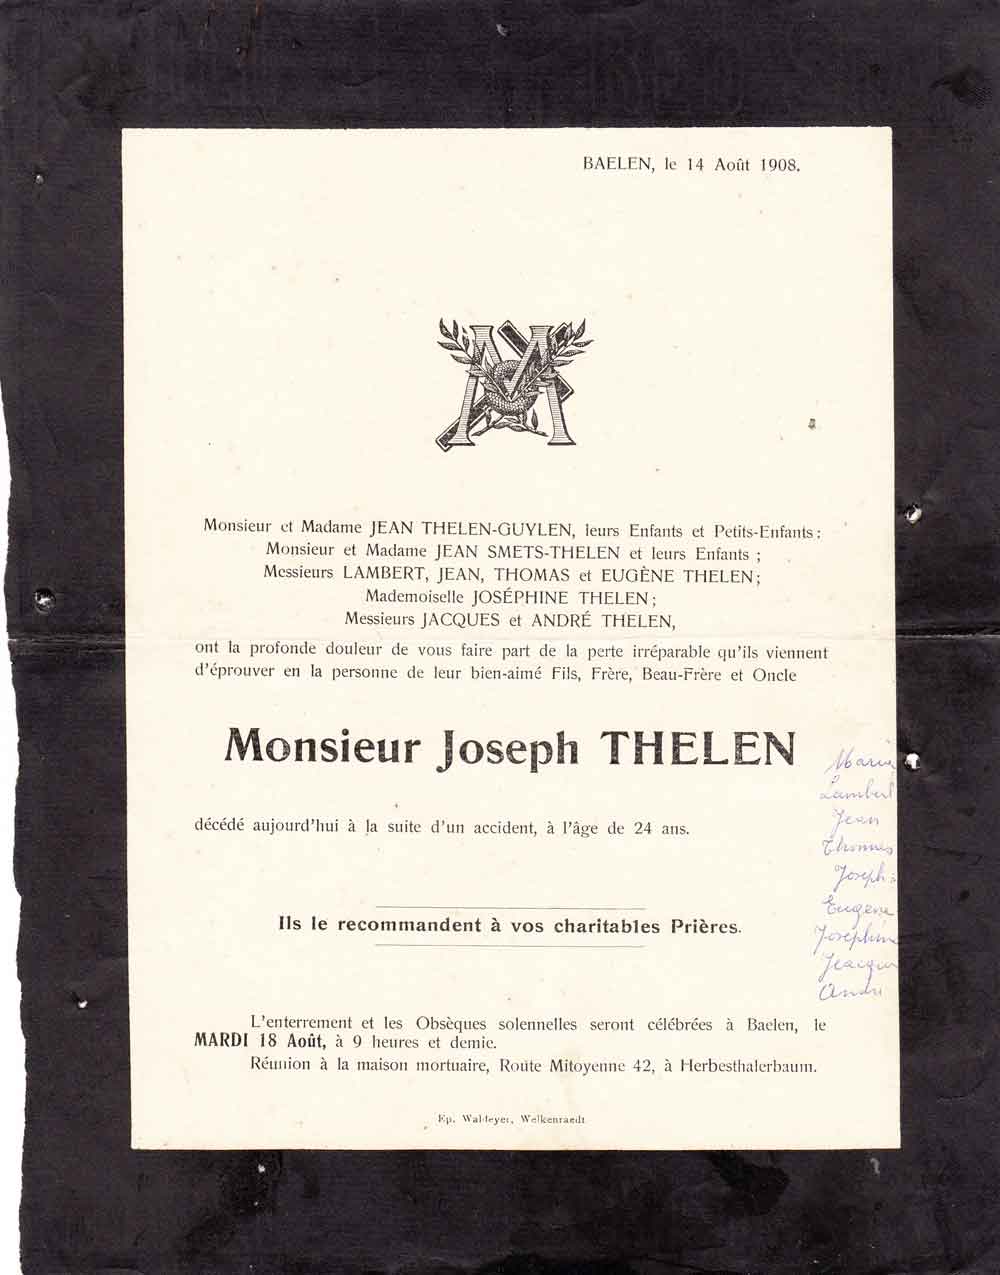 BAELEN, le 14 Août 1908.
M
Monsieur et Madame JEAN THELEN-GUYLEN, leurs Enfants et Petits-Enfants:
Monsieur et Madame JEAN SMETS-THELEN et leurs Enfants ;
Messieurs LAMBERT, JEAN, THOMAS et EUGÈNE THELEN;
Mademoiselle JOSÉPHINE THELEN;
Messieurs JACQUES et ANDRÉ THELEN,
ont la profonde douleur de vous faire part de la perte irréparable qu'ils viennent
d'éprouver en la personne de leur bien-aimé Fils, Frère, Beau-Frère et Oncle
Monsieur Joseph THELEN
décédé aujourd'hui à la suite d'un accident, à l'âge de 24 ans.
Marie
Lambert
Jean
Thomas
Joseph
Eugène
Joséphine
Jacques
André
Ils le recommandent à vos charitables Prières.
L'enterrement et les Obsèques solennelles seront célébrées à Baelen, le
MARDI 18 Août, à 9 heures et demie.
Réunion à la maison mortuaire, Route Mitoyenne 42, à Herbesthalerbaum.
Ep. Waldeyer, Welkenraedt